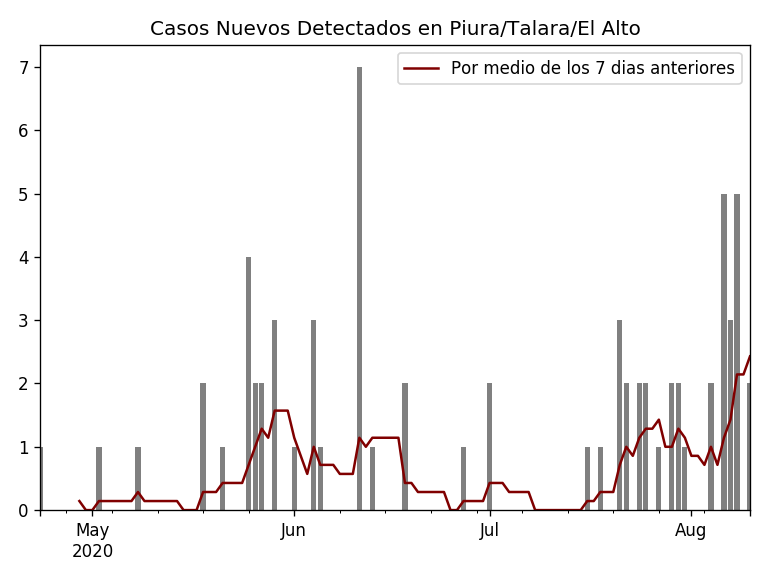 Casos Nuevos Detectados en Piura/Talara/El Alto
Por medio de los 7 dias anteriores
7
6
5
4
3
2
1
0
May
2020
Jun
Jul
Aug